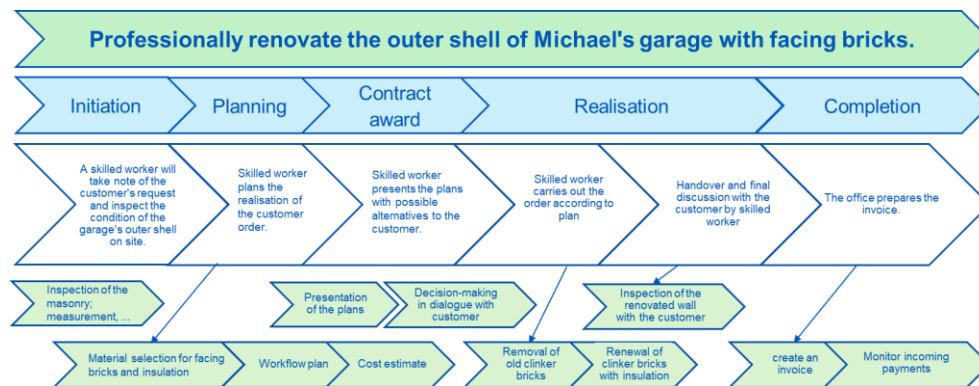 Professionally renovate the outer shell of Michael's garage with facing bricks.
Initiation
Planning
Contract
award
Realisation
Completion
A skilled worker will
take note of the
customer's request
and inspect the
condition of the
garage's outer shell
on site.
Skilled worker
plans the
realisation of
the customer
order.
Skilled worker
presents the plans
with possible
alternatives to the
customer.
Skilled worker
carries out the
order according to
plan
Handover and final
discussion with the
customer by skilled
worker
The office prepares the
invoice.
Inspection of the
masonry;
measurement, ...
Presentation
of the plans
Decision-making
in dialogue with
customer
Inspection of the
renovated wall
with the customer
Material selection for facing
bricks and insulation
Workflow plan
Cost estimate
Removal of
old clinker
bricks
Renewal of
clinker bricks
with insulation
create an
invoice
Monitor incoming
payments